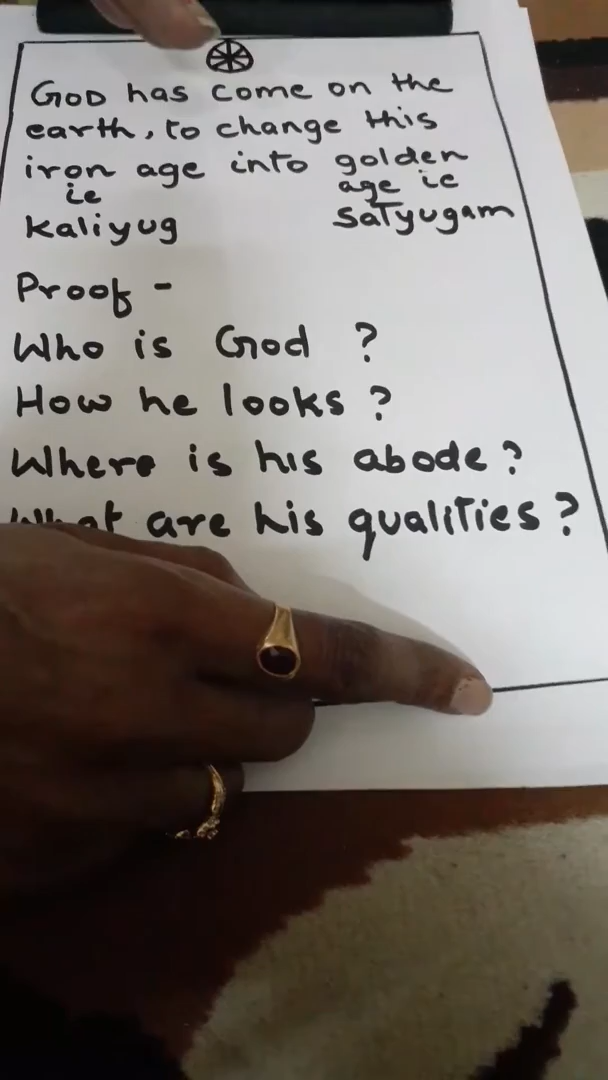 GOD has come on the
earth, to change this
iron age into golden
ie age ie
Kaliyug Satyugam
Proof -
Who is God ?
How he looks ?
Where is his abode ?
What are his qualities ?